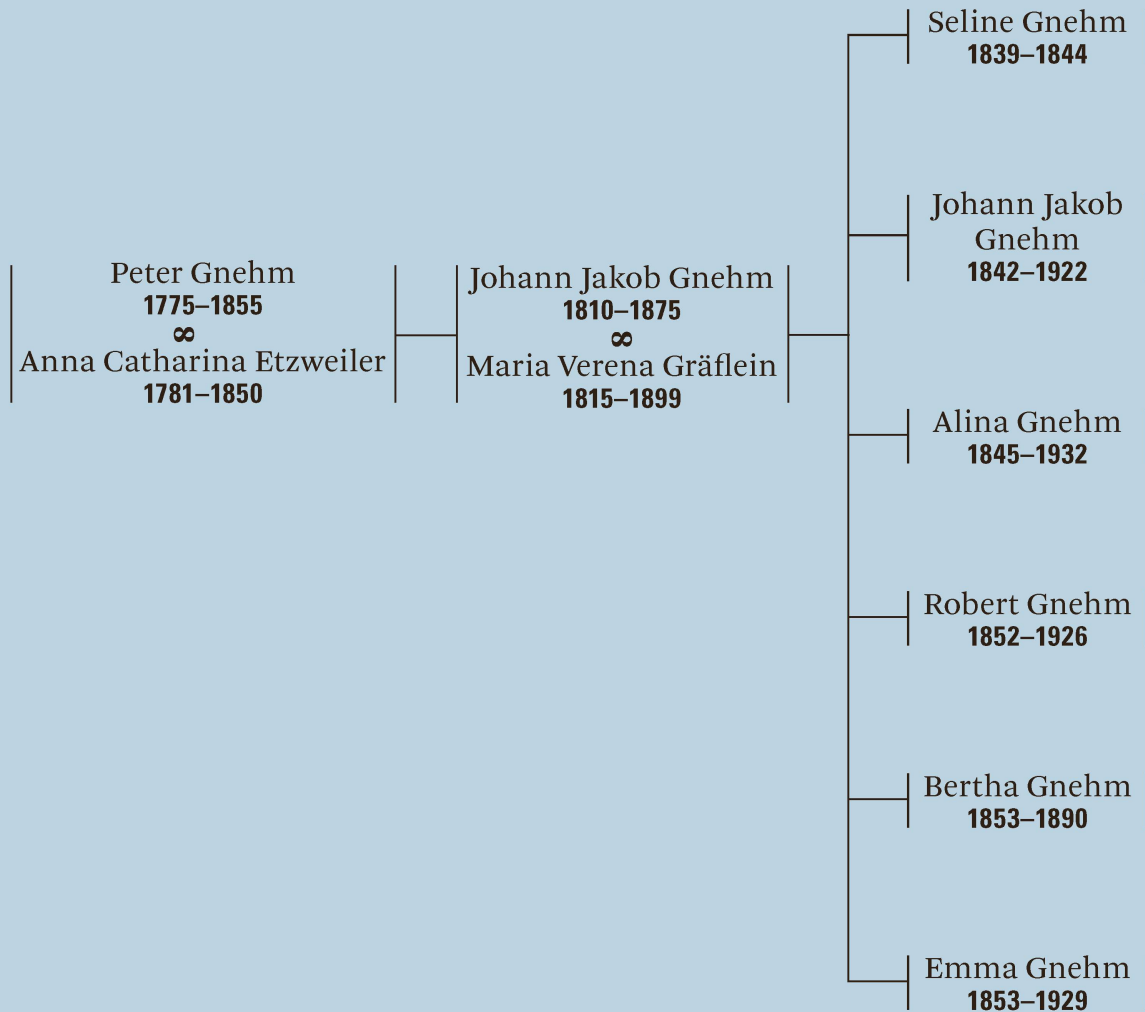 Peter Gnehm
1775–1855
∞
Anna Catharina Etzweiler
1781–1850
Johann Jakob Gnehm
1810–1875
∞
Maria Verena Gräflein
1815–1899
Seline Gnehm
1839–1844
Johann Jakob
Gnehm
1842–1922
Alina Gnehm
1845–1932
Robert Gnehm
1852–1926
Bertha Gnehm
1853–1890
Emma Gnehm
1853–1929